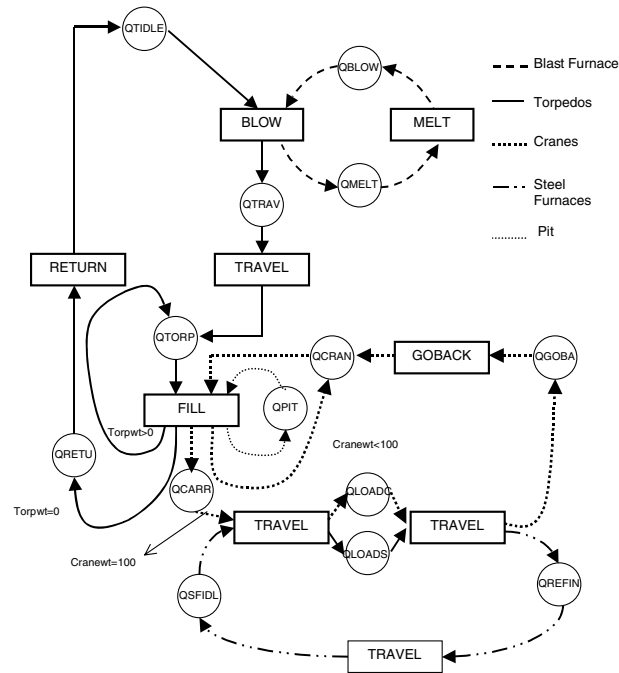 QTIDLE
QBLOW
Blast Furnace
BLOW
MELT
Torpedos
Cranes
QMELT
QTRAV
Steel
Furnaces
Pit
RETURN
TRAVEL
QTORP
QCRAN
GOBACK
QGOBA
FILL
QPIT
Torpwt>0
Cranewt<100
QRETU
QCARR
QLOADC
Torpwt=0
TRAVEL
TRAVEL
QLOADS
Cranewt=100
QSFIDL
QREFIN
TRAVEL